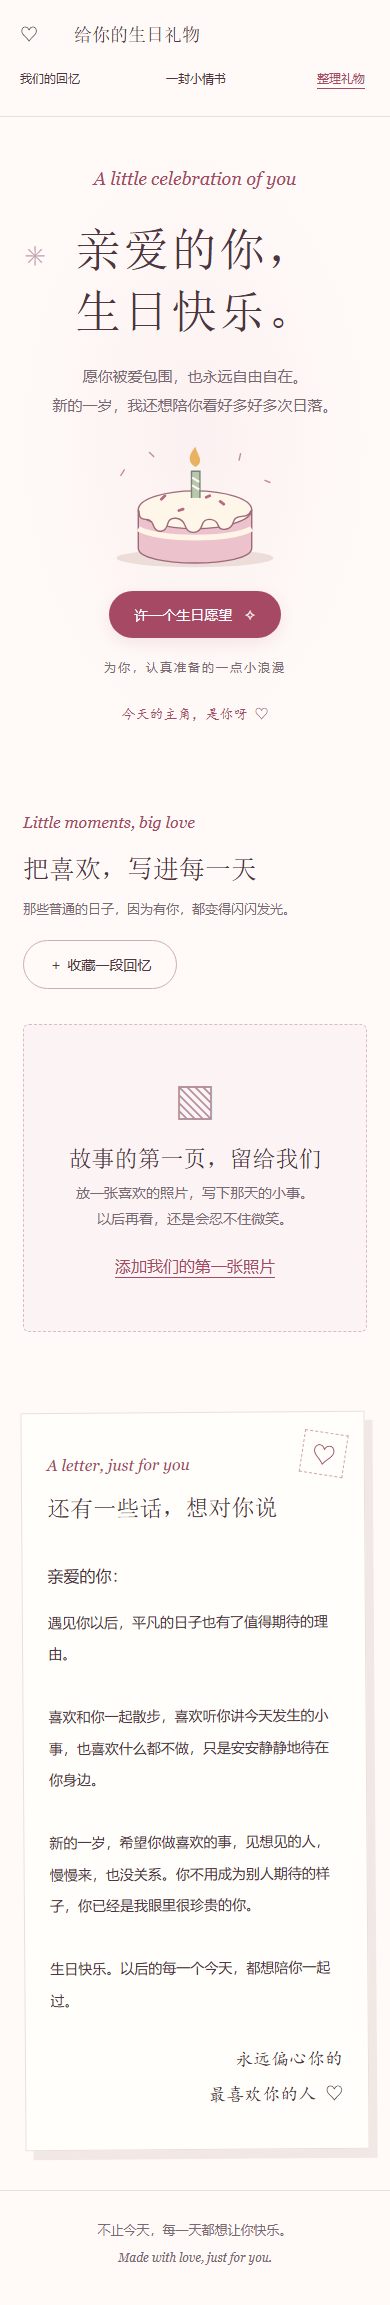 ♡ 给你的生日礼物
我们的回忆 一封小情书 整理礼物
A little celebration of you
亲爱的你，
生日快乐。
愿你被爱包围，也永远自由自在。
新的一岁，我还想陪你看好多好多次日落。
许一个生日愿望 ✧
为你，认真准备的一点小浪漫
今天的主角，是你呀 ♡
Little moments, big love
把喜欢，写进每一天
那些普通的日子，因为有你，都变得闪闪发光。
+ 收藏一段回忆
故事的第一页，留给我们
放一张喜欢的照片，写下那天的小事。
以后再看，还是会忍不住微笑。
添加我们的第一张照片
A letter, just for you
♡
还有一些话，想对你说
亲爱的你：
遇见你以后，平凡的日子也有了值得期待的理
由。
喜欢和你一起散步，喜欢听你讲今天发生的小
事，也喜欢什么都不做，只是安安静静地待在
你身边。
新的一岁，希望你做喜欢的事，见想见的人，
慢慢来，也没关系。你不用成为别人期待的样
子，你已经是我眼里很珍贵的你。
生日快乐。以后的每一个今天，都想陪你一起
过。
永远偏心你的
最喜欢你的人 ♡
不止今天，每一天都想让你快乐。
Made with love, just for you.